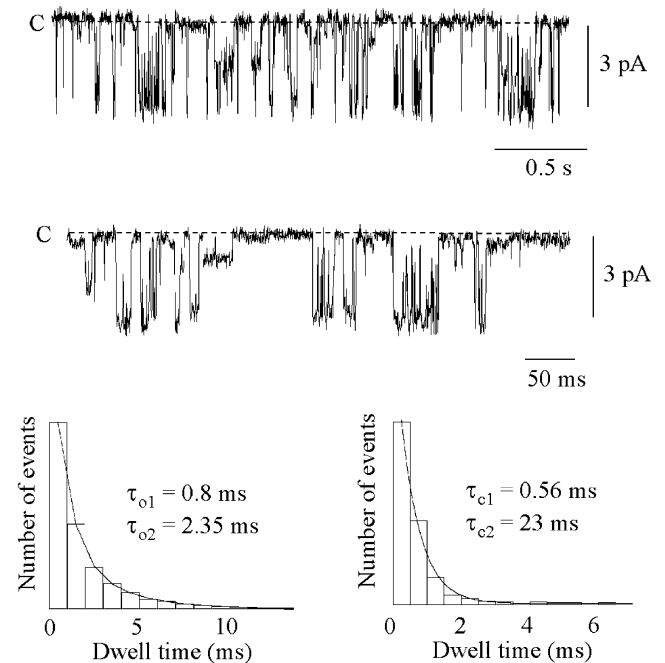 C
3 pA
0.5 s
C
3 pA
50 ms
Number of events
τo1 = 0.8 ms
τo2 = 2.35 ms
0 5 10
Dwell time (ms)
Number of events
τc1 = 0.56 ms
τc2 = 23 ms
0 2 4 6
Dwell time (ms)